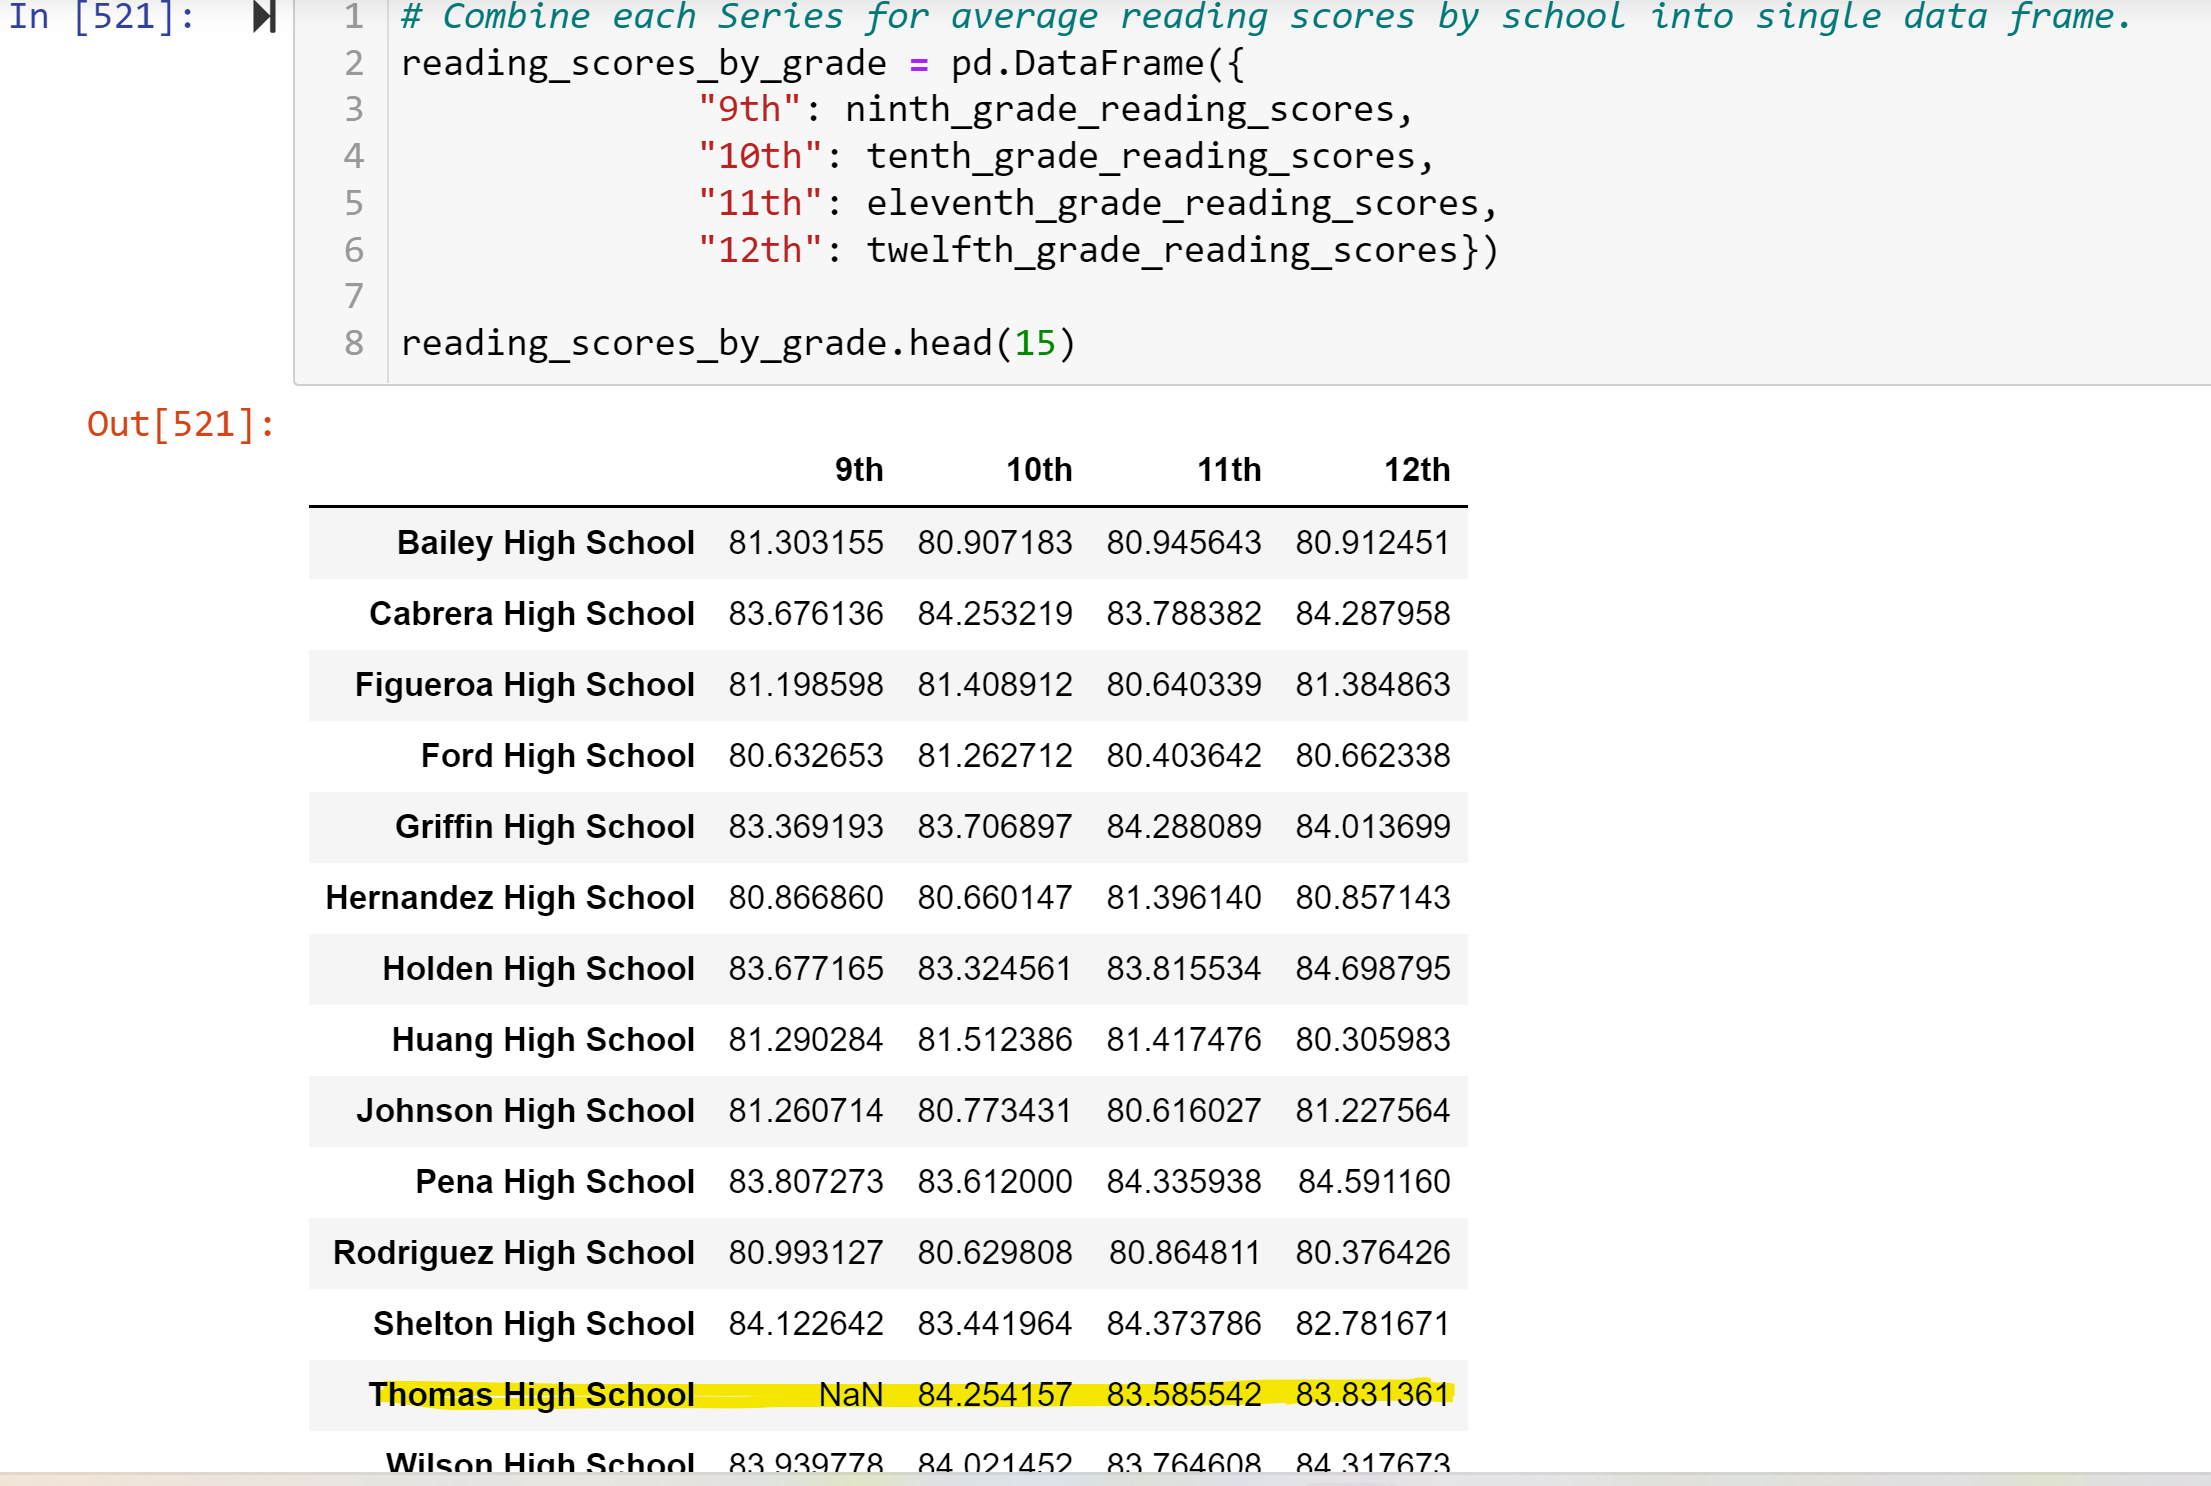 In [521]:
1 # Combine each Series for average reading scores by school into single data frame.
2 reading_scores_by_grade = pd.DataFrame({
3 "9th": ninth_grade_reading_scores,
4 "10th": tenth_grade_reading_scores,
5 "11th": eleventh_grade_reading_scores,
6 "12th": twelfth_grade_reading_scores})
7
8 reading_scores_by_grade.head(15)
Out[521]:
9th 10th 11th 12th
Bailey High School 81.303155 80.907183 80.945643 80.912451
Cabrera High School 83.676136 84.253219 83.788382 84.287958
Figueroa High School 81.198598 81.408912 80.640339 81.384863
Ford High School 80.632653 81.262712 80.403642 80.662338
Griffin High School 83.369193 83.706897 84.288089 84.013699
Hernandez High School 80.866860 80.660147 81.396140 80.857143
Holden High School 83.677165 83.324561 83.815534 84.698795
Huang High School 81.290284 81.512386 81.417476 80.305983
Johnson High School 81.260714 80.773431 80.616027 81.227564
Pena High School 83.807273 83.612000 84.335938 84.591160
Rodriguez High School 80.993127 80.629808 80.864811 80.376426
Shelton High School 84.122642 83.441964 84.373786 82.781671
Thomas High School NaN 84.254157 83.585542 83.831361
Wilson High School 83.939778 84.021452 83.764608 84.317673